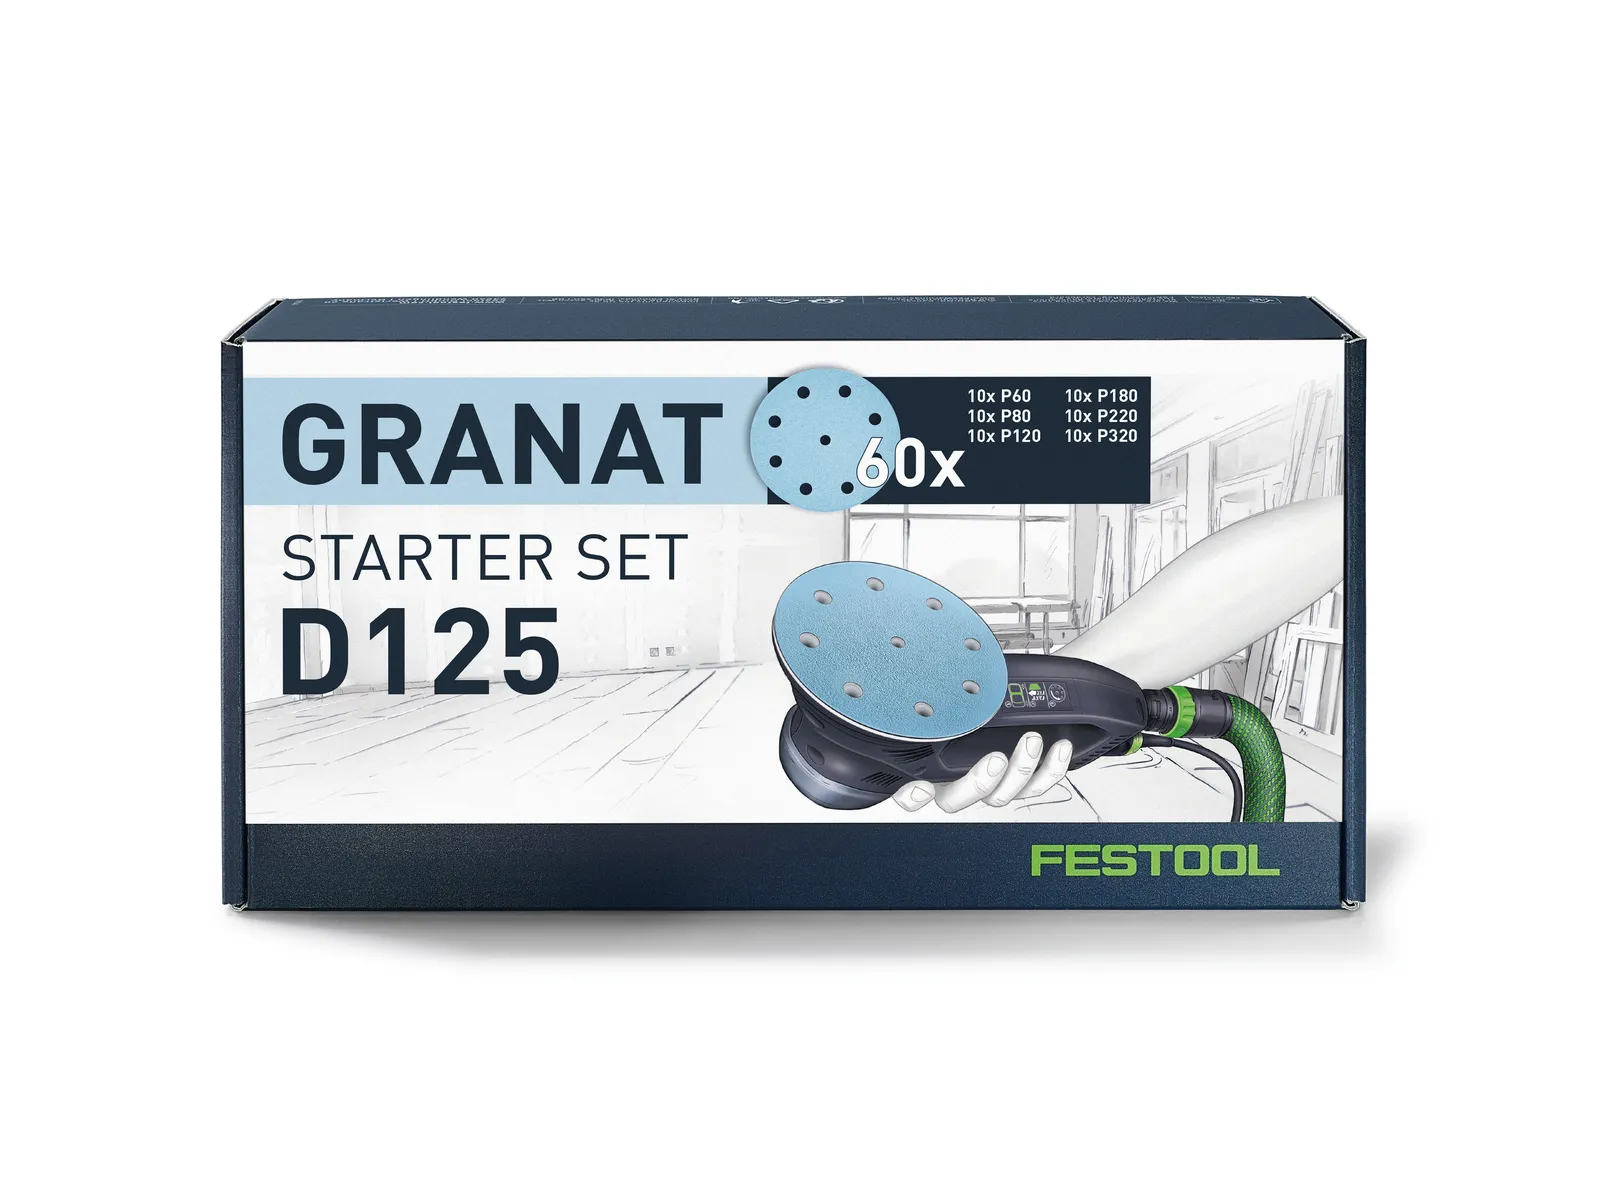 GRANAT
60x
10x P60 10x P180
10x P80 10x P220
10x P120 10x P320
STARTER SET
D125
FESTOOL